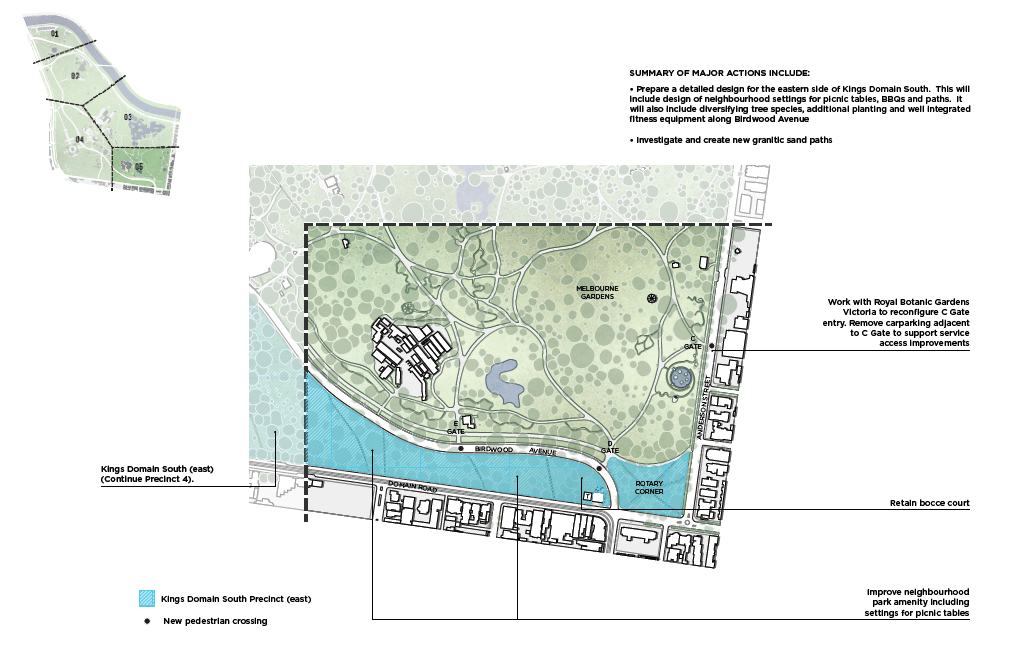 01
02
03
04
05
SUMMARY OF MAJOR ACTIONS INCLUDE:
• Prepare a detailed design for the eastern side of Kings Domain South. This will
include design of neighbourhood settings for picnic tables, BBQs and paths. It
will also include diversifying tree species, additional planting and well integrated
fitness equipment along Birdwood Avenue
• Investigate and create new granitic sand paths
MELBOURNE
GARDENS
Work with Royal Botanic Gardens
Victoria to reconfigure C Gate
entry. Remove carparking adjacent
to C Gate to support service
access improvements
C
GATE
ANDERSON STREET
E
GATE
D
GATE
BIRDWOOD AVENUE
Kings Domain South (east)
(Continue Precinct 4).
DOMAIN ROAD
T
ROTARY
CORNER
Retain bocce court
Improve neighbourhood
park amenity including
settings for picnic tables
Kings Domain South Precinct (east)
New pedestrian crossing